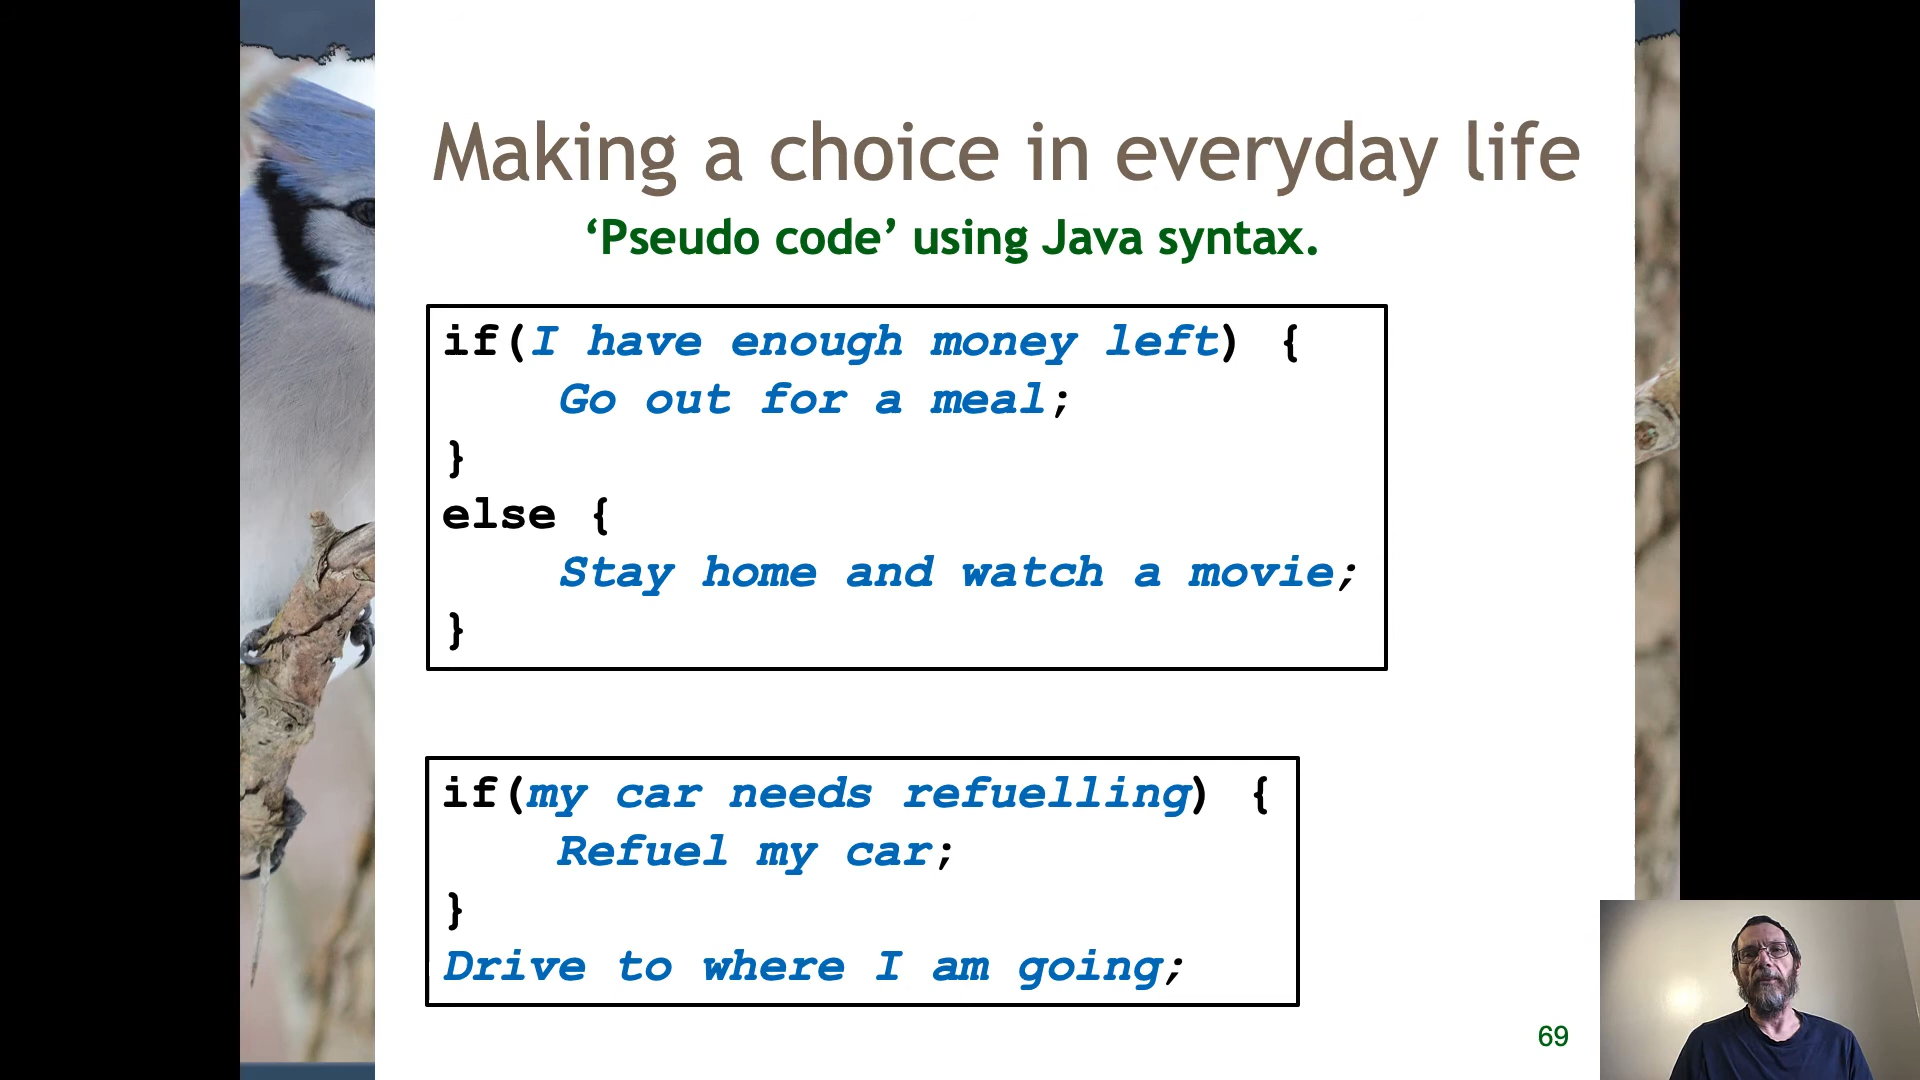 Making a choice in everyday life
‘Pseudo code’ using Java syntax.
if(I have enough money left) {
Go out for a meal;
}
else {
Stay home and watch a movie;
}
if(my car needs refuelling) {
Refuel my car;
}
Drive to where I am going;
69